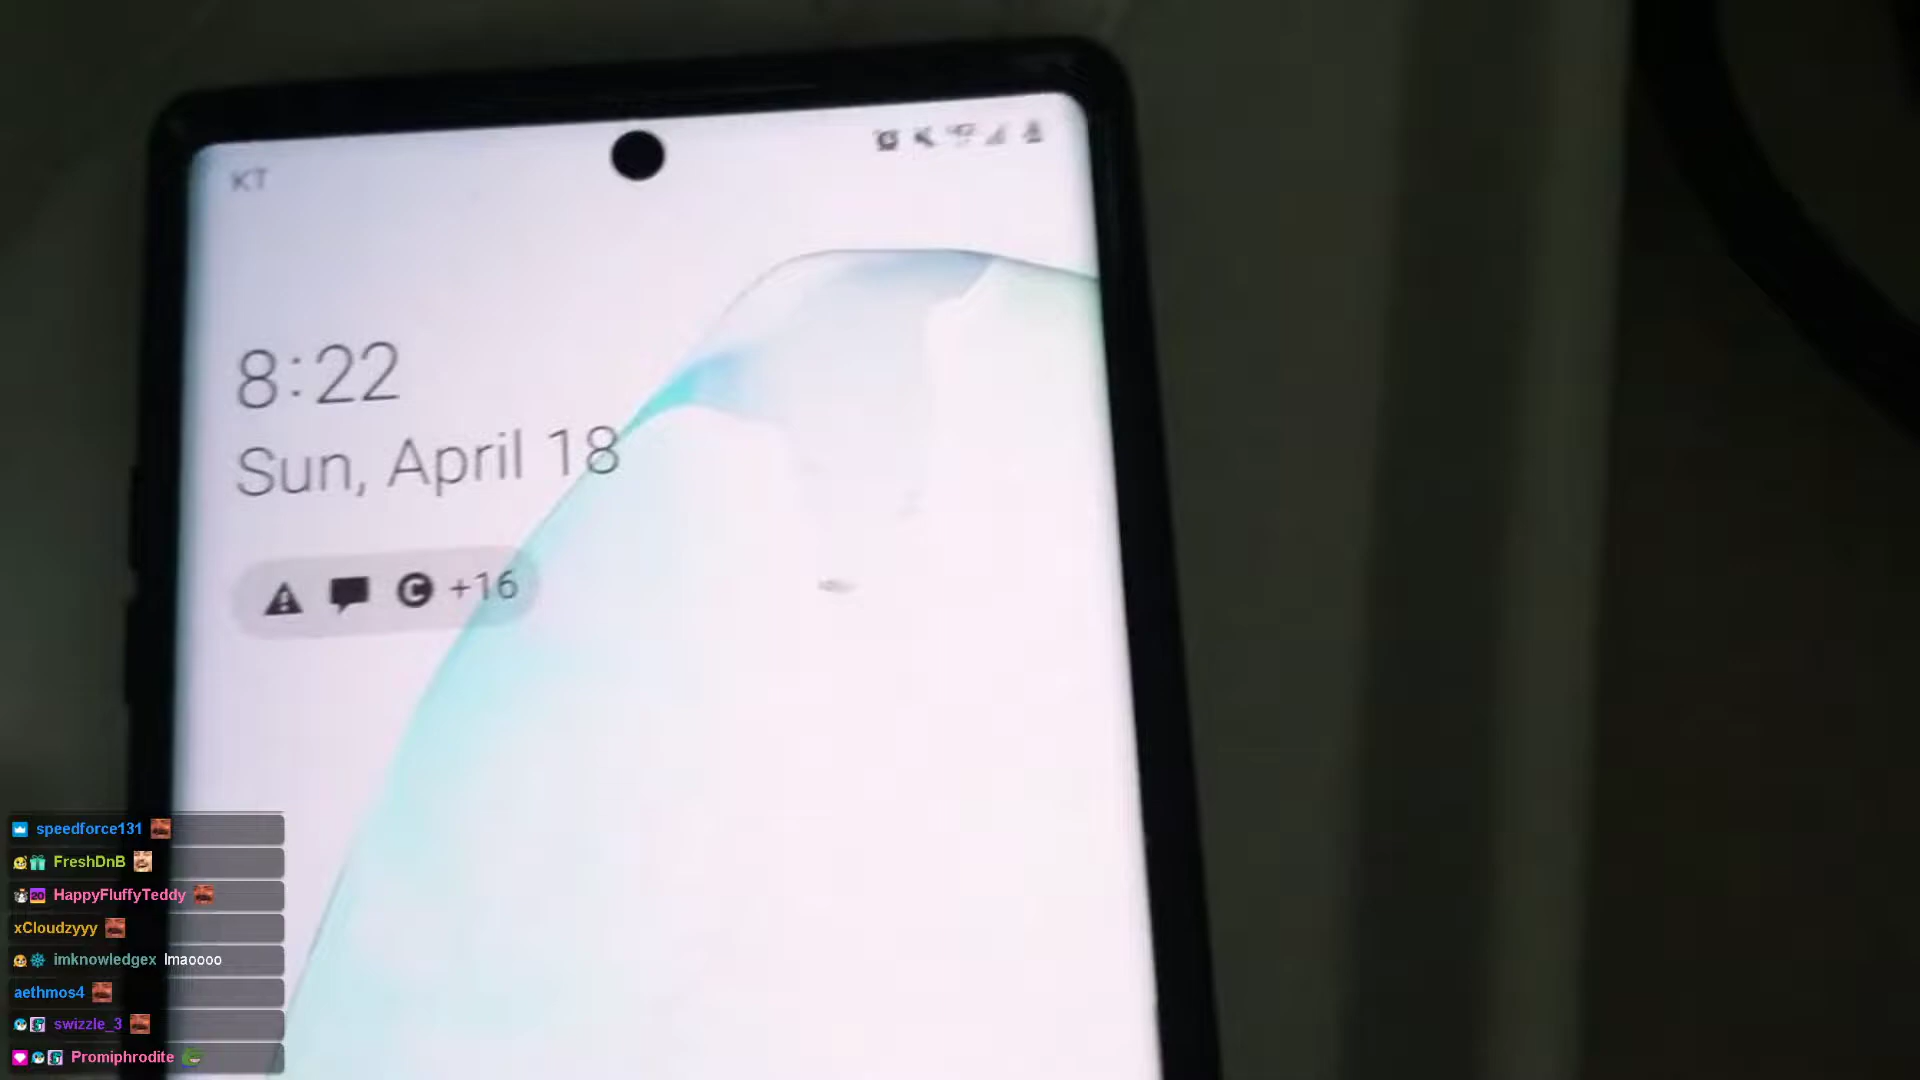 KT
8:22
Sun, April 18
+16
speedforce131
FreshDnB
HappyFluffyTeddy
xCloudzyyy
imknowledgex lmaoooo
aethmos4
swizzle_3
Promiphrodite